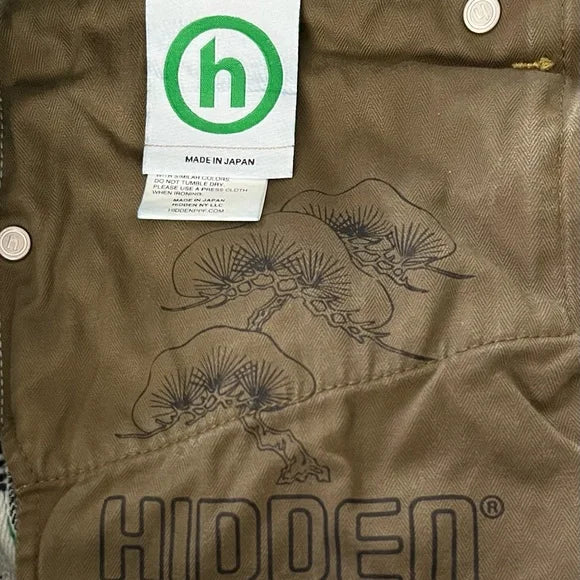 h
MADE IN JAPAN
WITH SIMILAR COLORS.
DO NOT TUMBLE DRY.
PLEASE USE A PRESS CLOTH
WHEN IRONING.
MADE IN JAPAN
HIDDEN NY LLC
HIDDENPPF.COM
h
HIDDEN®